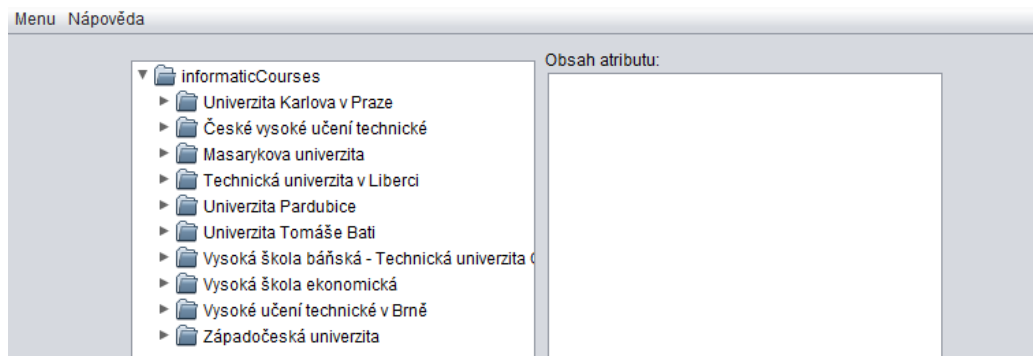 Menu Nápověda
Obsah atributu:
informaticCourses
Univerzita Karlova v Praze
České vysoké učení technické
Masarykova univerzita
Technická univerzita v Liberci
Univerzita Pardubice
Univerzita Tomáše Bati
Vysoká škola báňská - Technická univerzita
Vysoká škola ekonomická
Vysoké učení technické v Brně
Západočeská univerzita